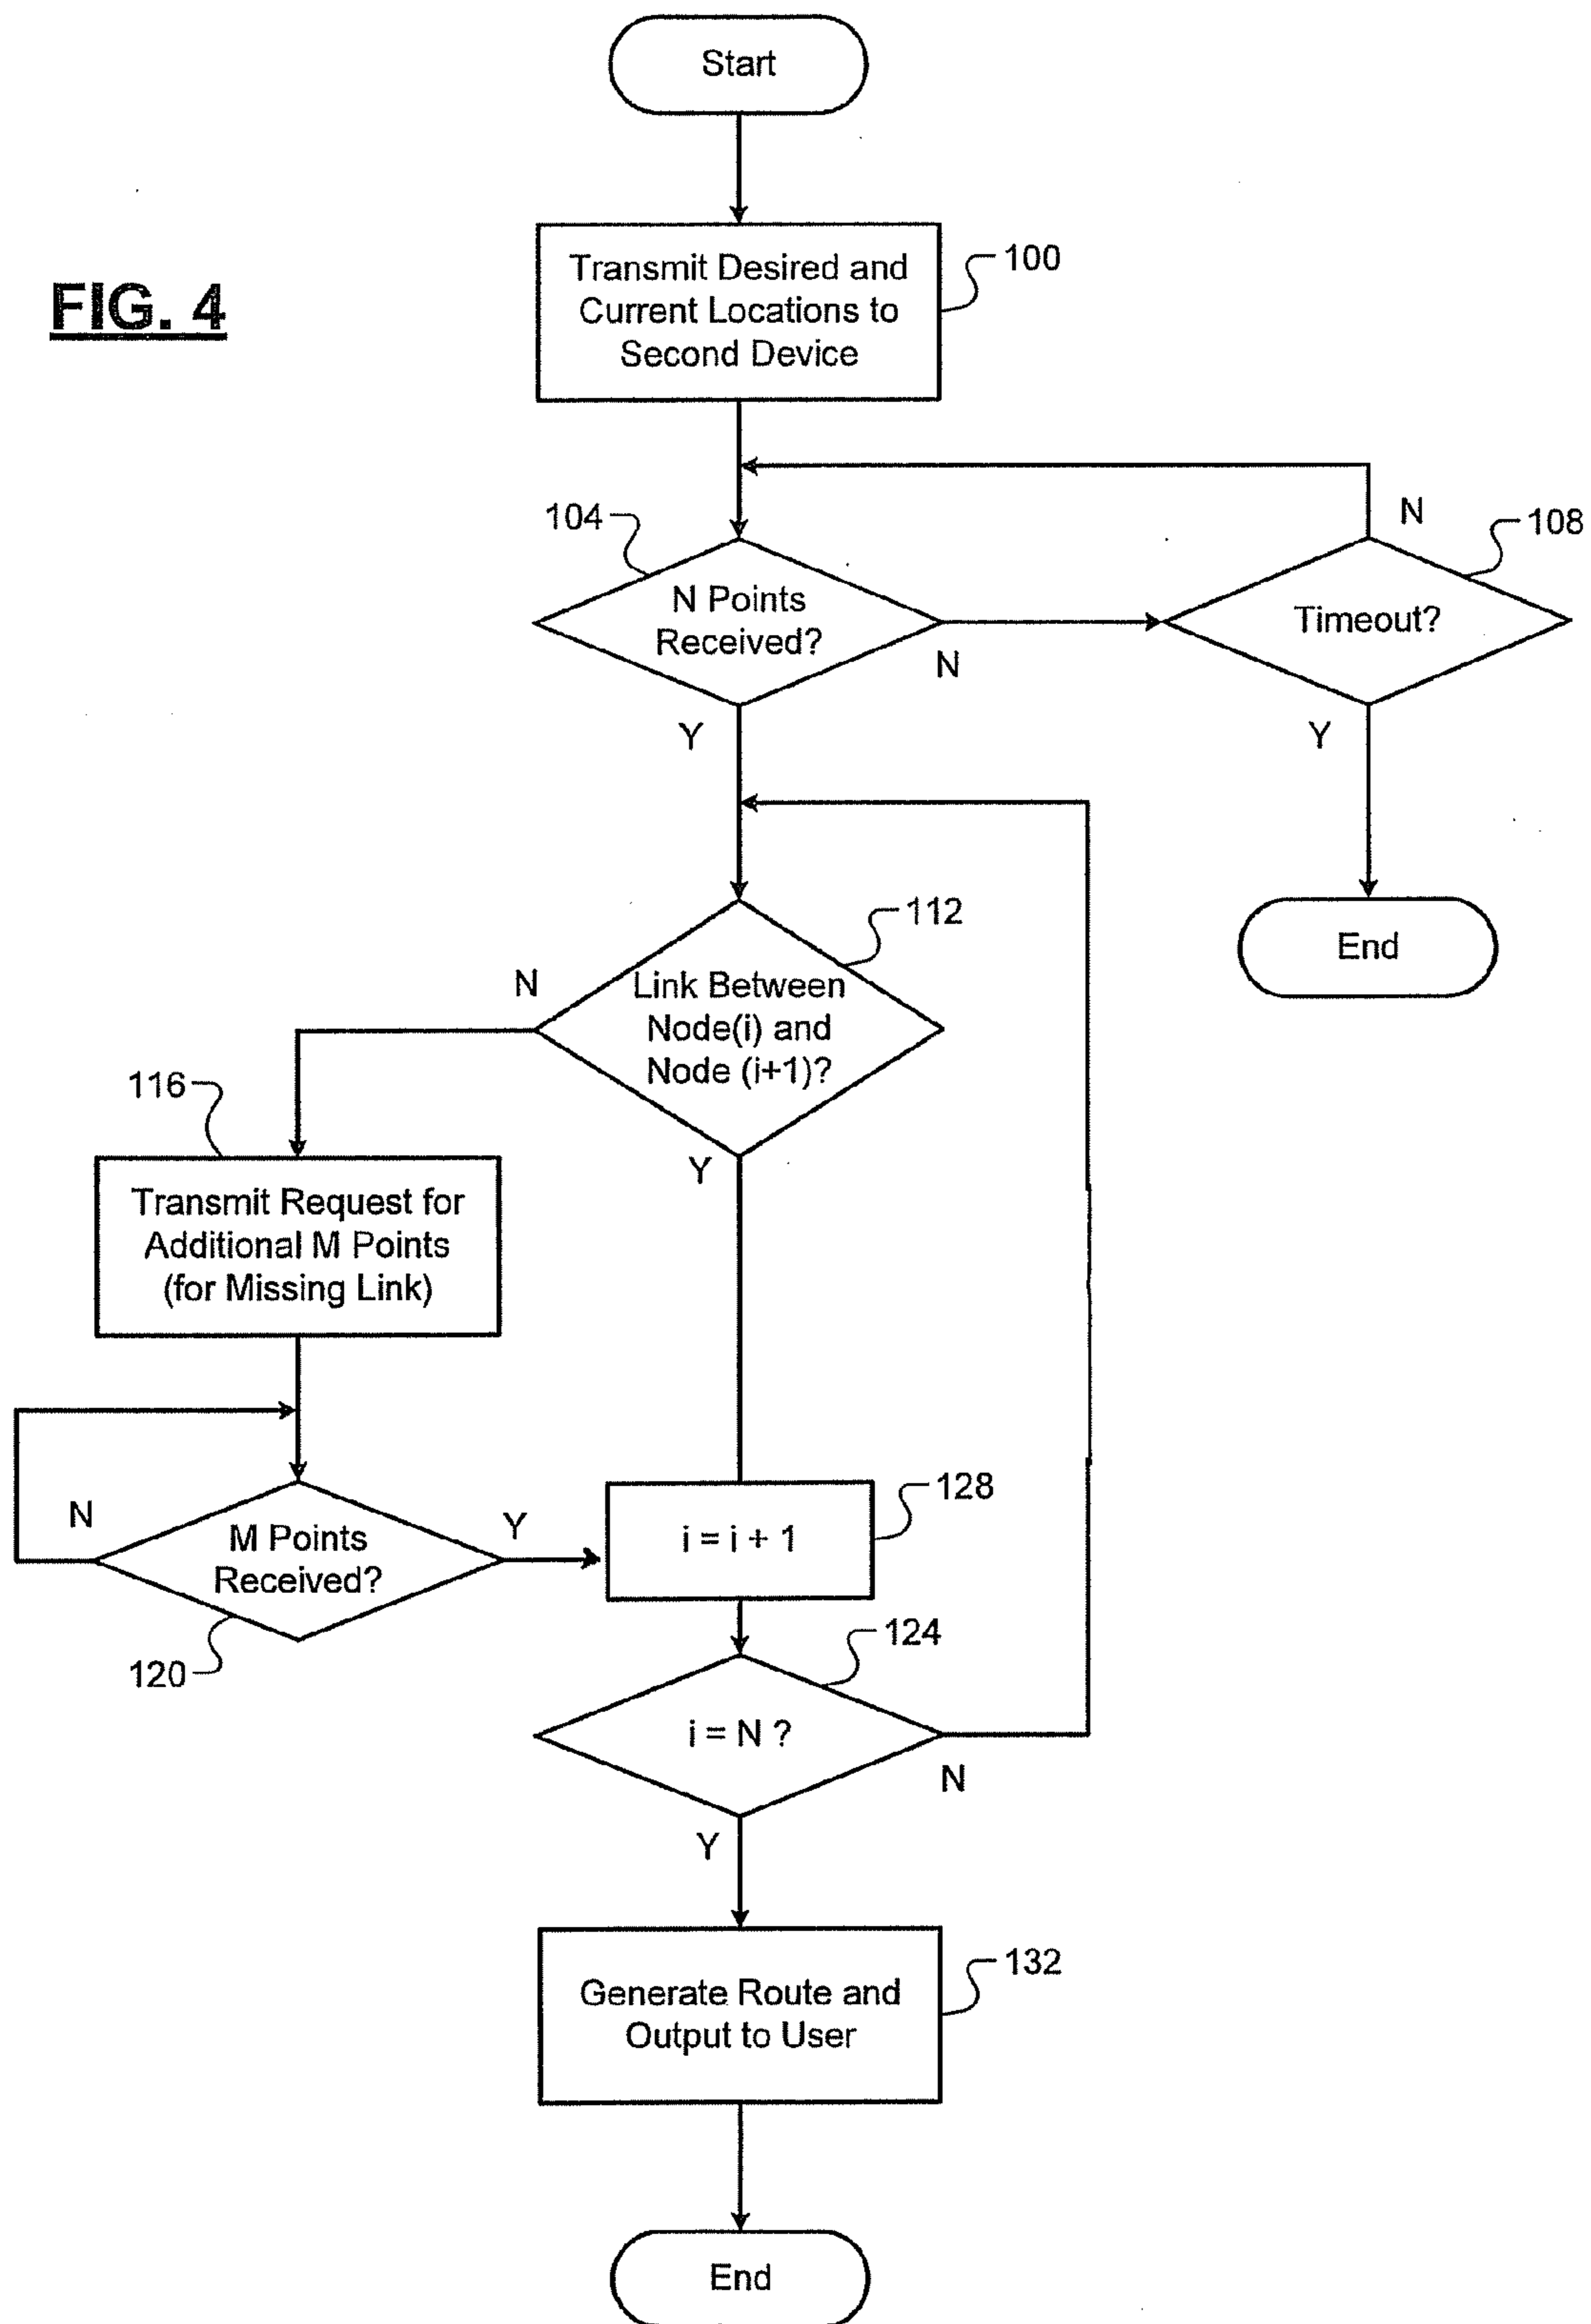 Start
FIG. 4
Transmit Desired and
Current Locations to
Second Device
100
104
N Points
Received?
N
Y
108
Timeout?
N
Y
End
112
Link Between
Node(i) and
Node (i+1)?
N
Y
116
Transmit Request for
Additional M Points
(for Missing Link)
M Points
Received?
N
Y
120
128
i = i + 1
124
i = N ?
N
Y
132
Generate Route and
Output to User
End